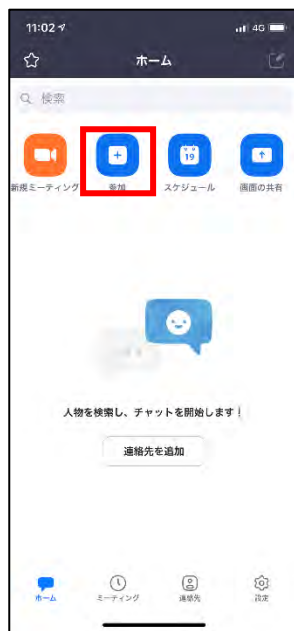 11:02 4G
ホーム
検索
新規ミーティング 参加 スケジュール 画面の共有
19
人物を検索し、チャットを開始します！
連絡先を追加
ホーム ミーティング 連絡先 設定